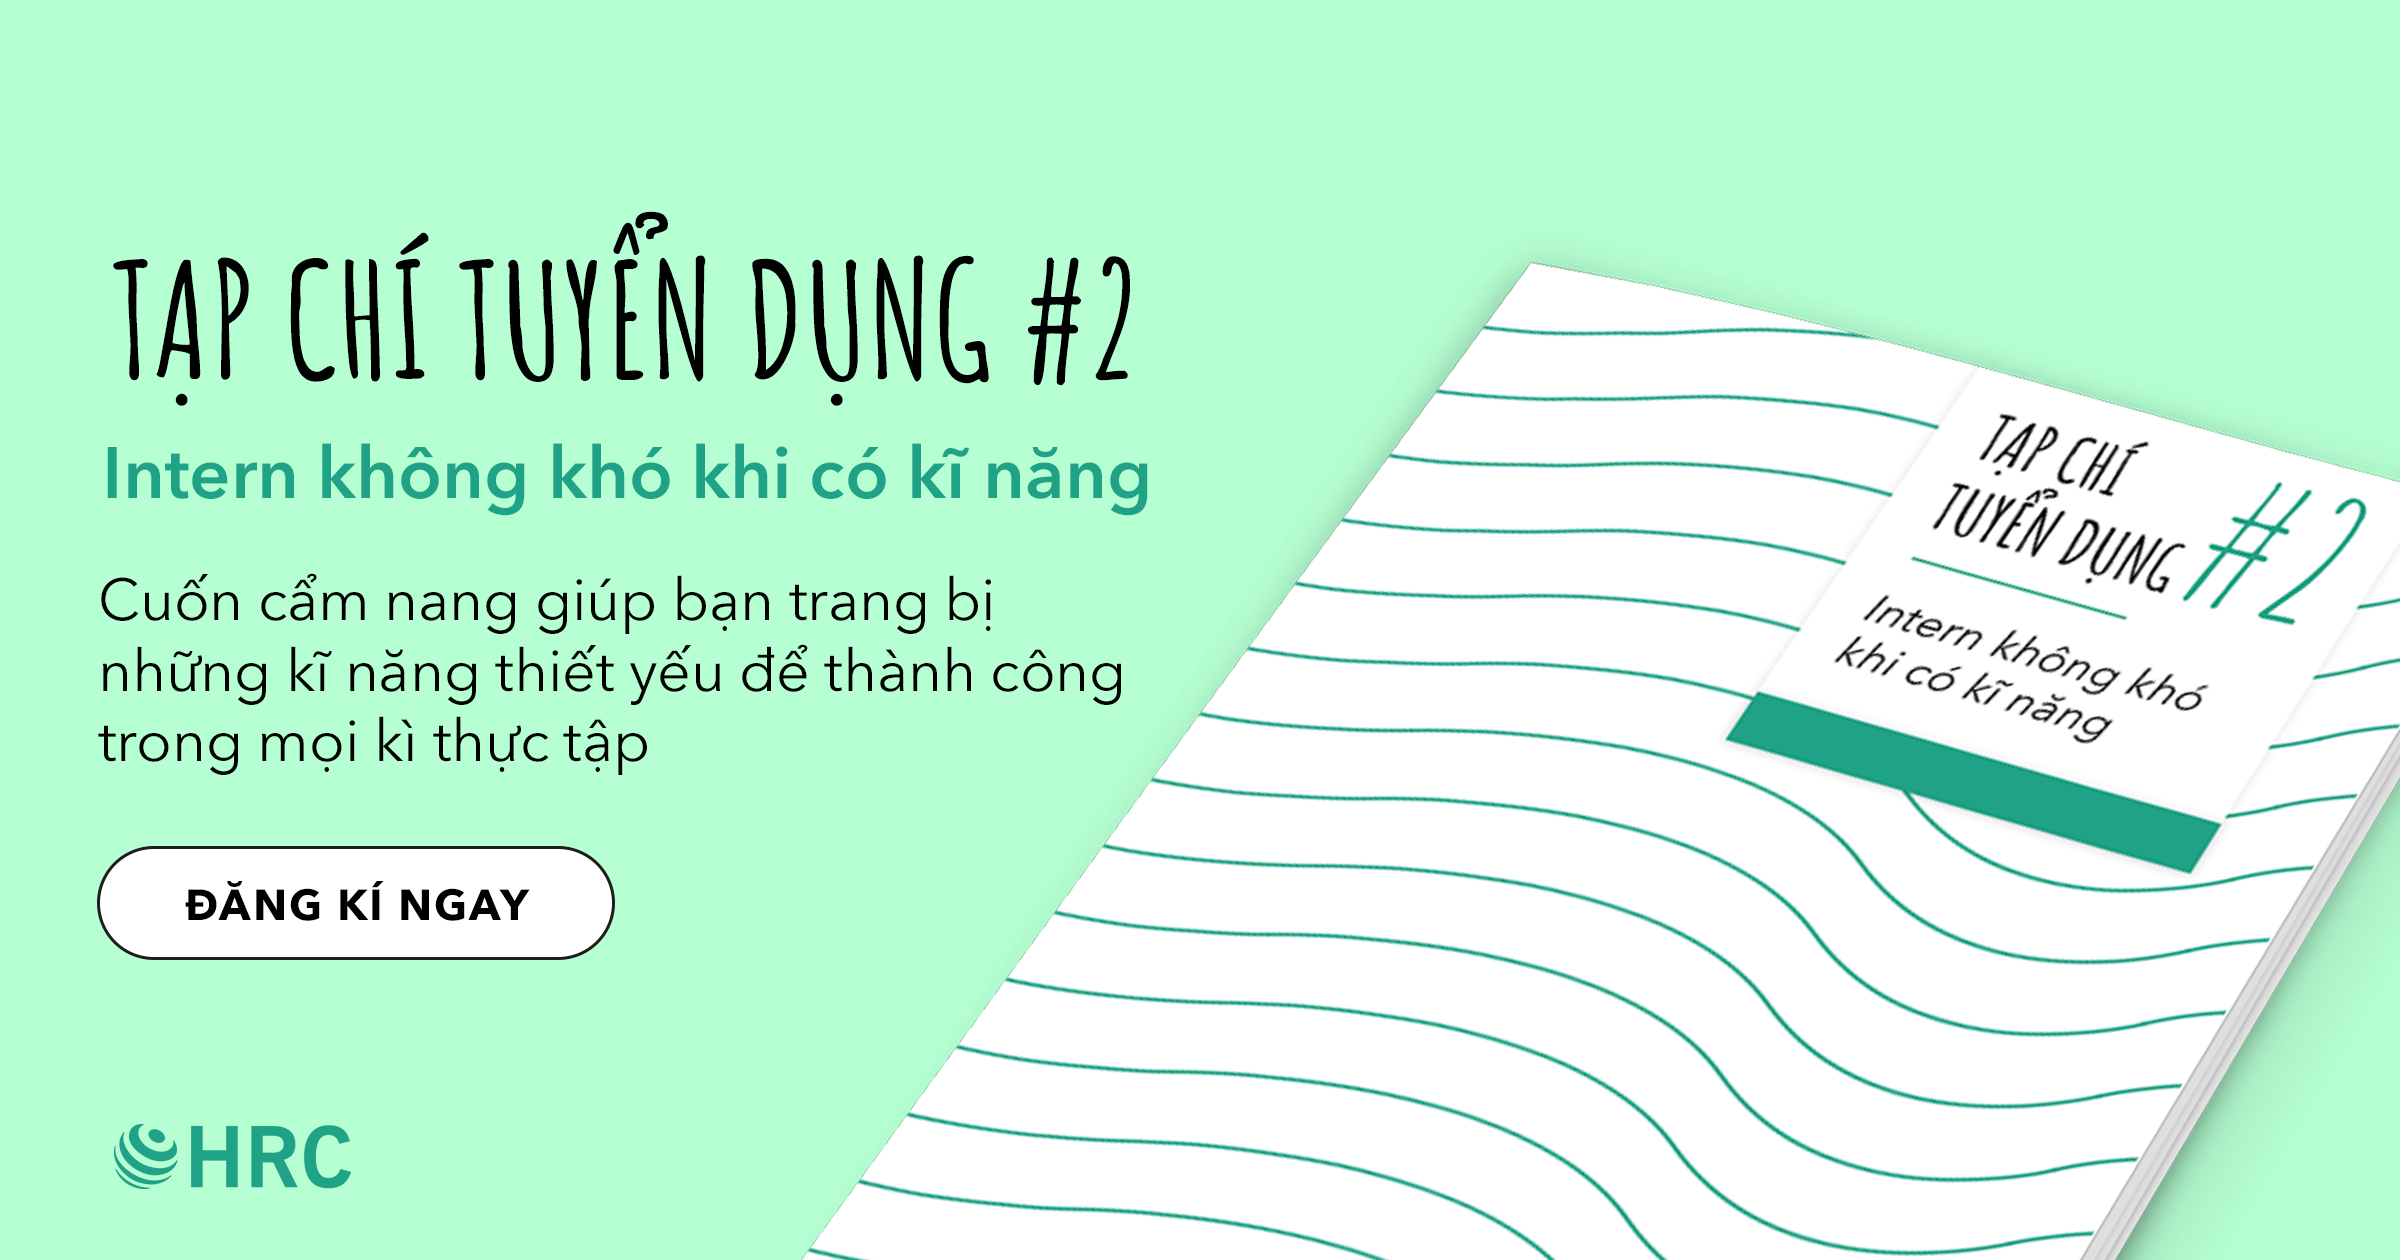 TẠP CHÍ TUYỂN DỤNG #2
Intern không khó khi có kĩ năng
Cuốn cẩm nang giúp bạn trang bị
những kĩ năng thiết yếu để thành công
trong mọi kì thực tập
ĐĂNG KÍ NGAY
HRC
TẠP CHÍ
TUYỂN DỤNG #2
Intern không khó
khi có kĩ năng